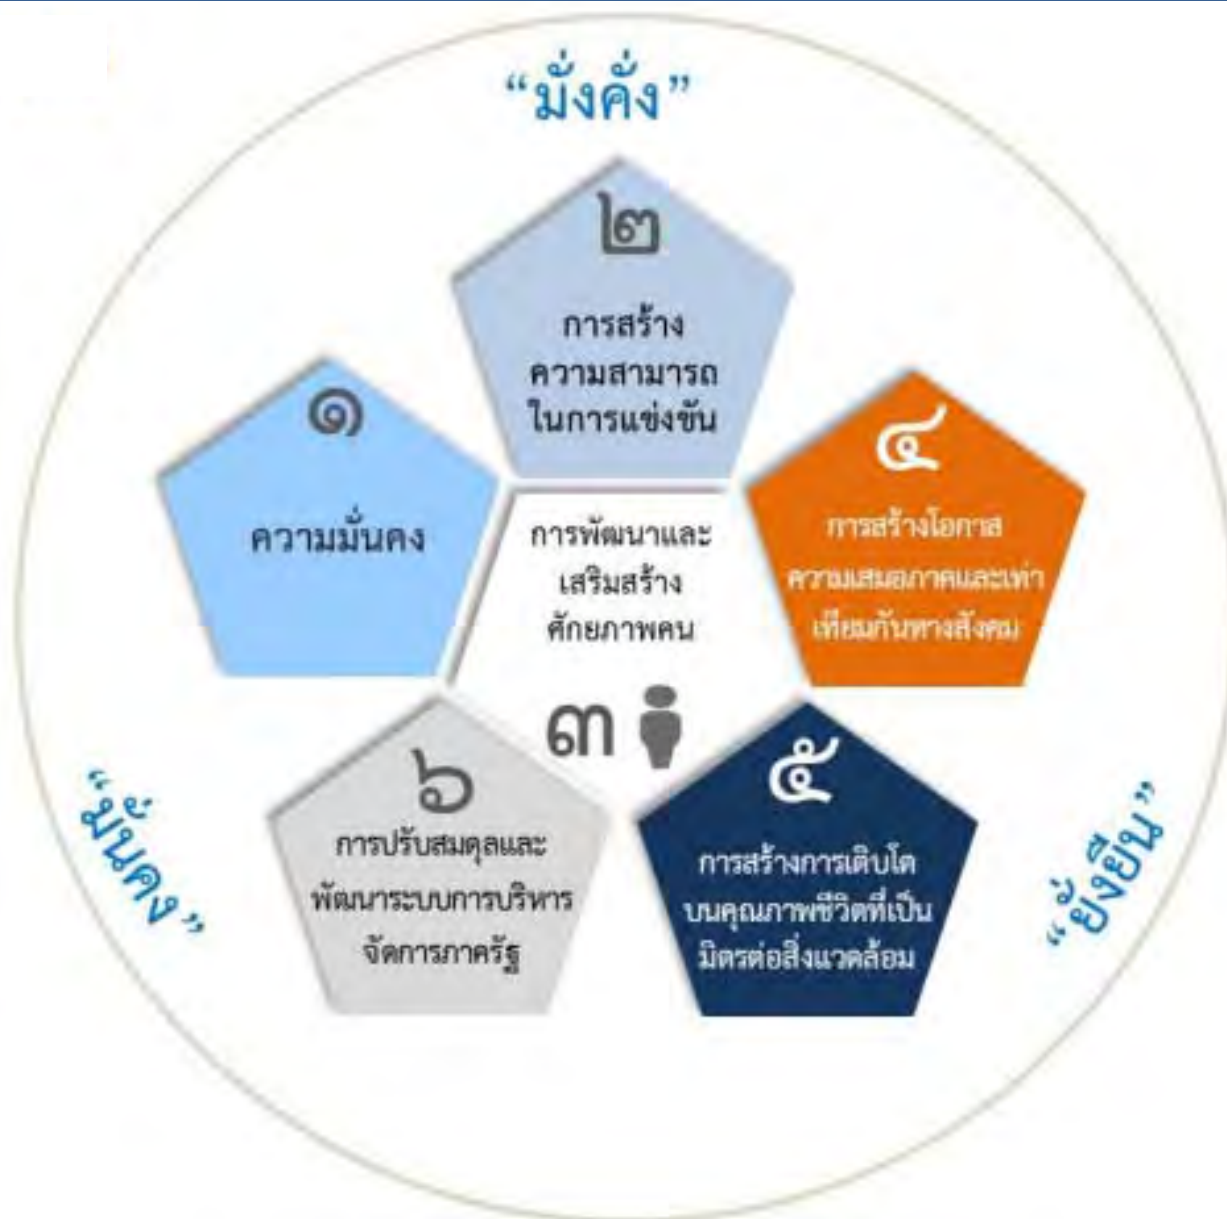 “มั่งคั่ง”
๒
การสร้าง
ความสามารถ
ในการแข่งขัน
๑
ความมั่นคง
๔
การสร้างโอกาส
ความเสมอภาคและเท่า
เทียมกันทางสังคม
การพัฒนาและ
เสริมสร้าง
ศักยภาพคน
๓
๖
การปรับสมดุลและ
พัฒนาระบบการบริหาร
จัดการภาครัฐ
๕
การสร้างการเติบโต
บนคุณภาพชีวิตที่เป็น
มิตรต่อสิ่งแวดล้อม
“มั่นคง”
“ยั่งยืน”